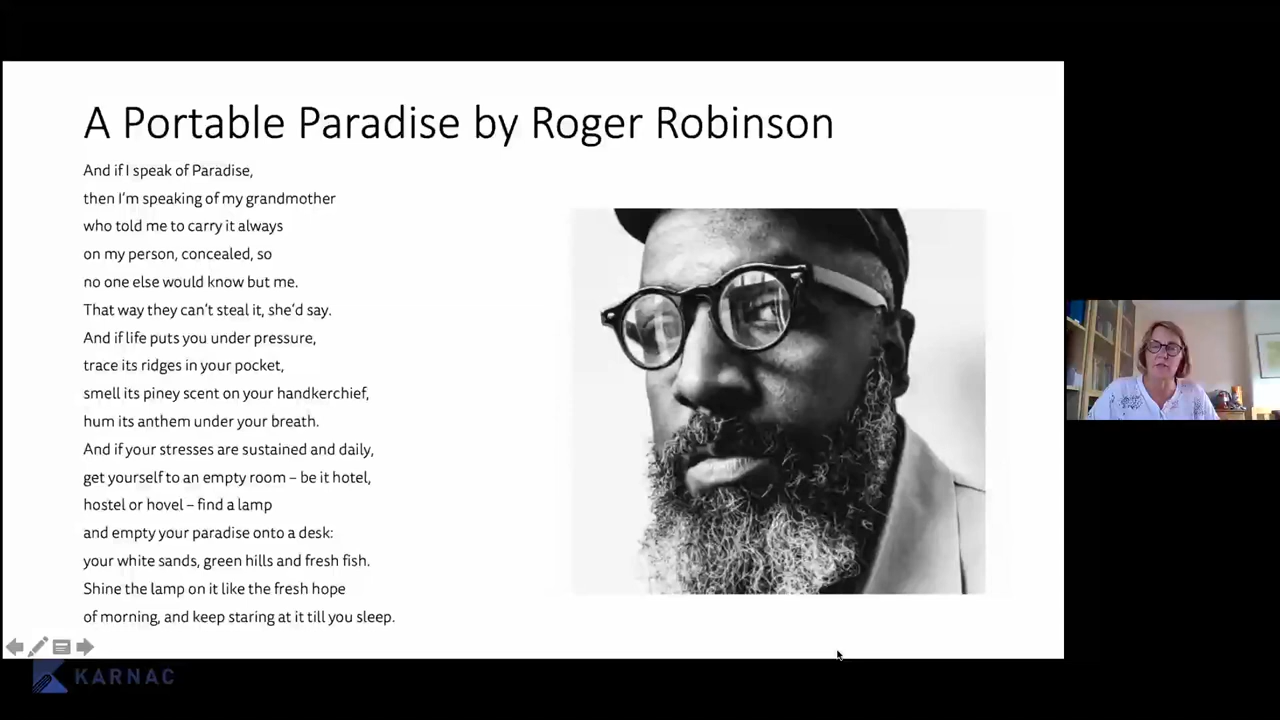 A Portable Paradise by Roger Robinson
And if I speak of Paradise,
then I’m speaking of my grandmother
who told me to carry it always
on my person, concealed, so
no one else would know but me.
That way they can’t steal it, she’d say.
And if life puts you under pressure,
trace its ridges in your pocket,
smell its piney scent on your handkerchief,
hum its anthem under your breath.
And if your stresses are sustained and daily,
get yourself to an empty room – be it hotel,
hostel or hovel – find a lamp
and empty your paradise onto a desk:
your white sands, green hills and fresh fish.
Shine the lamp on it like the fresh hope
of morning, and keep staring at it till you sleep.
KARNAC